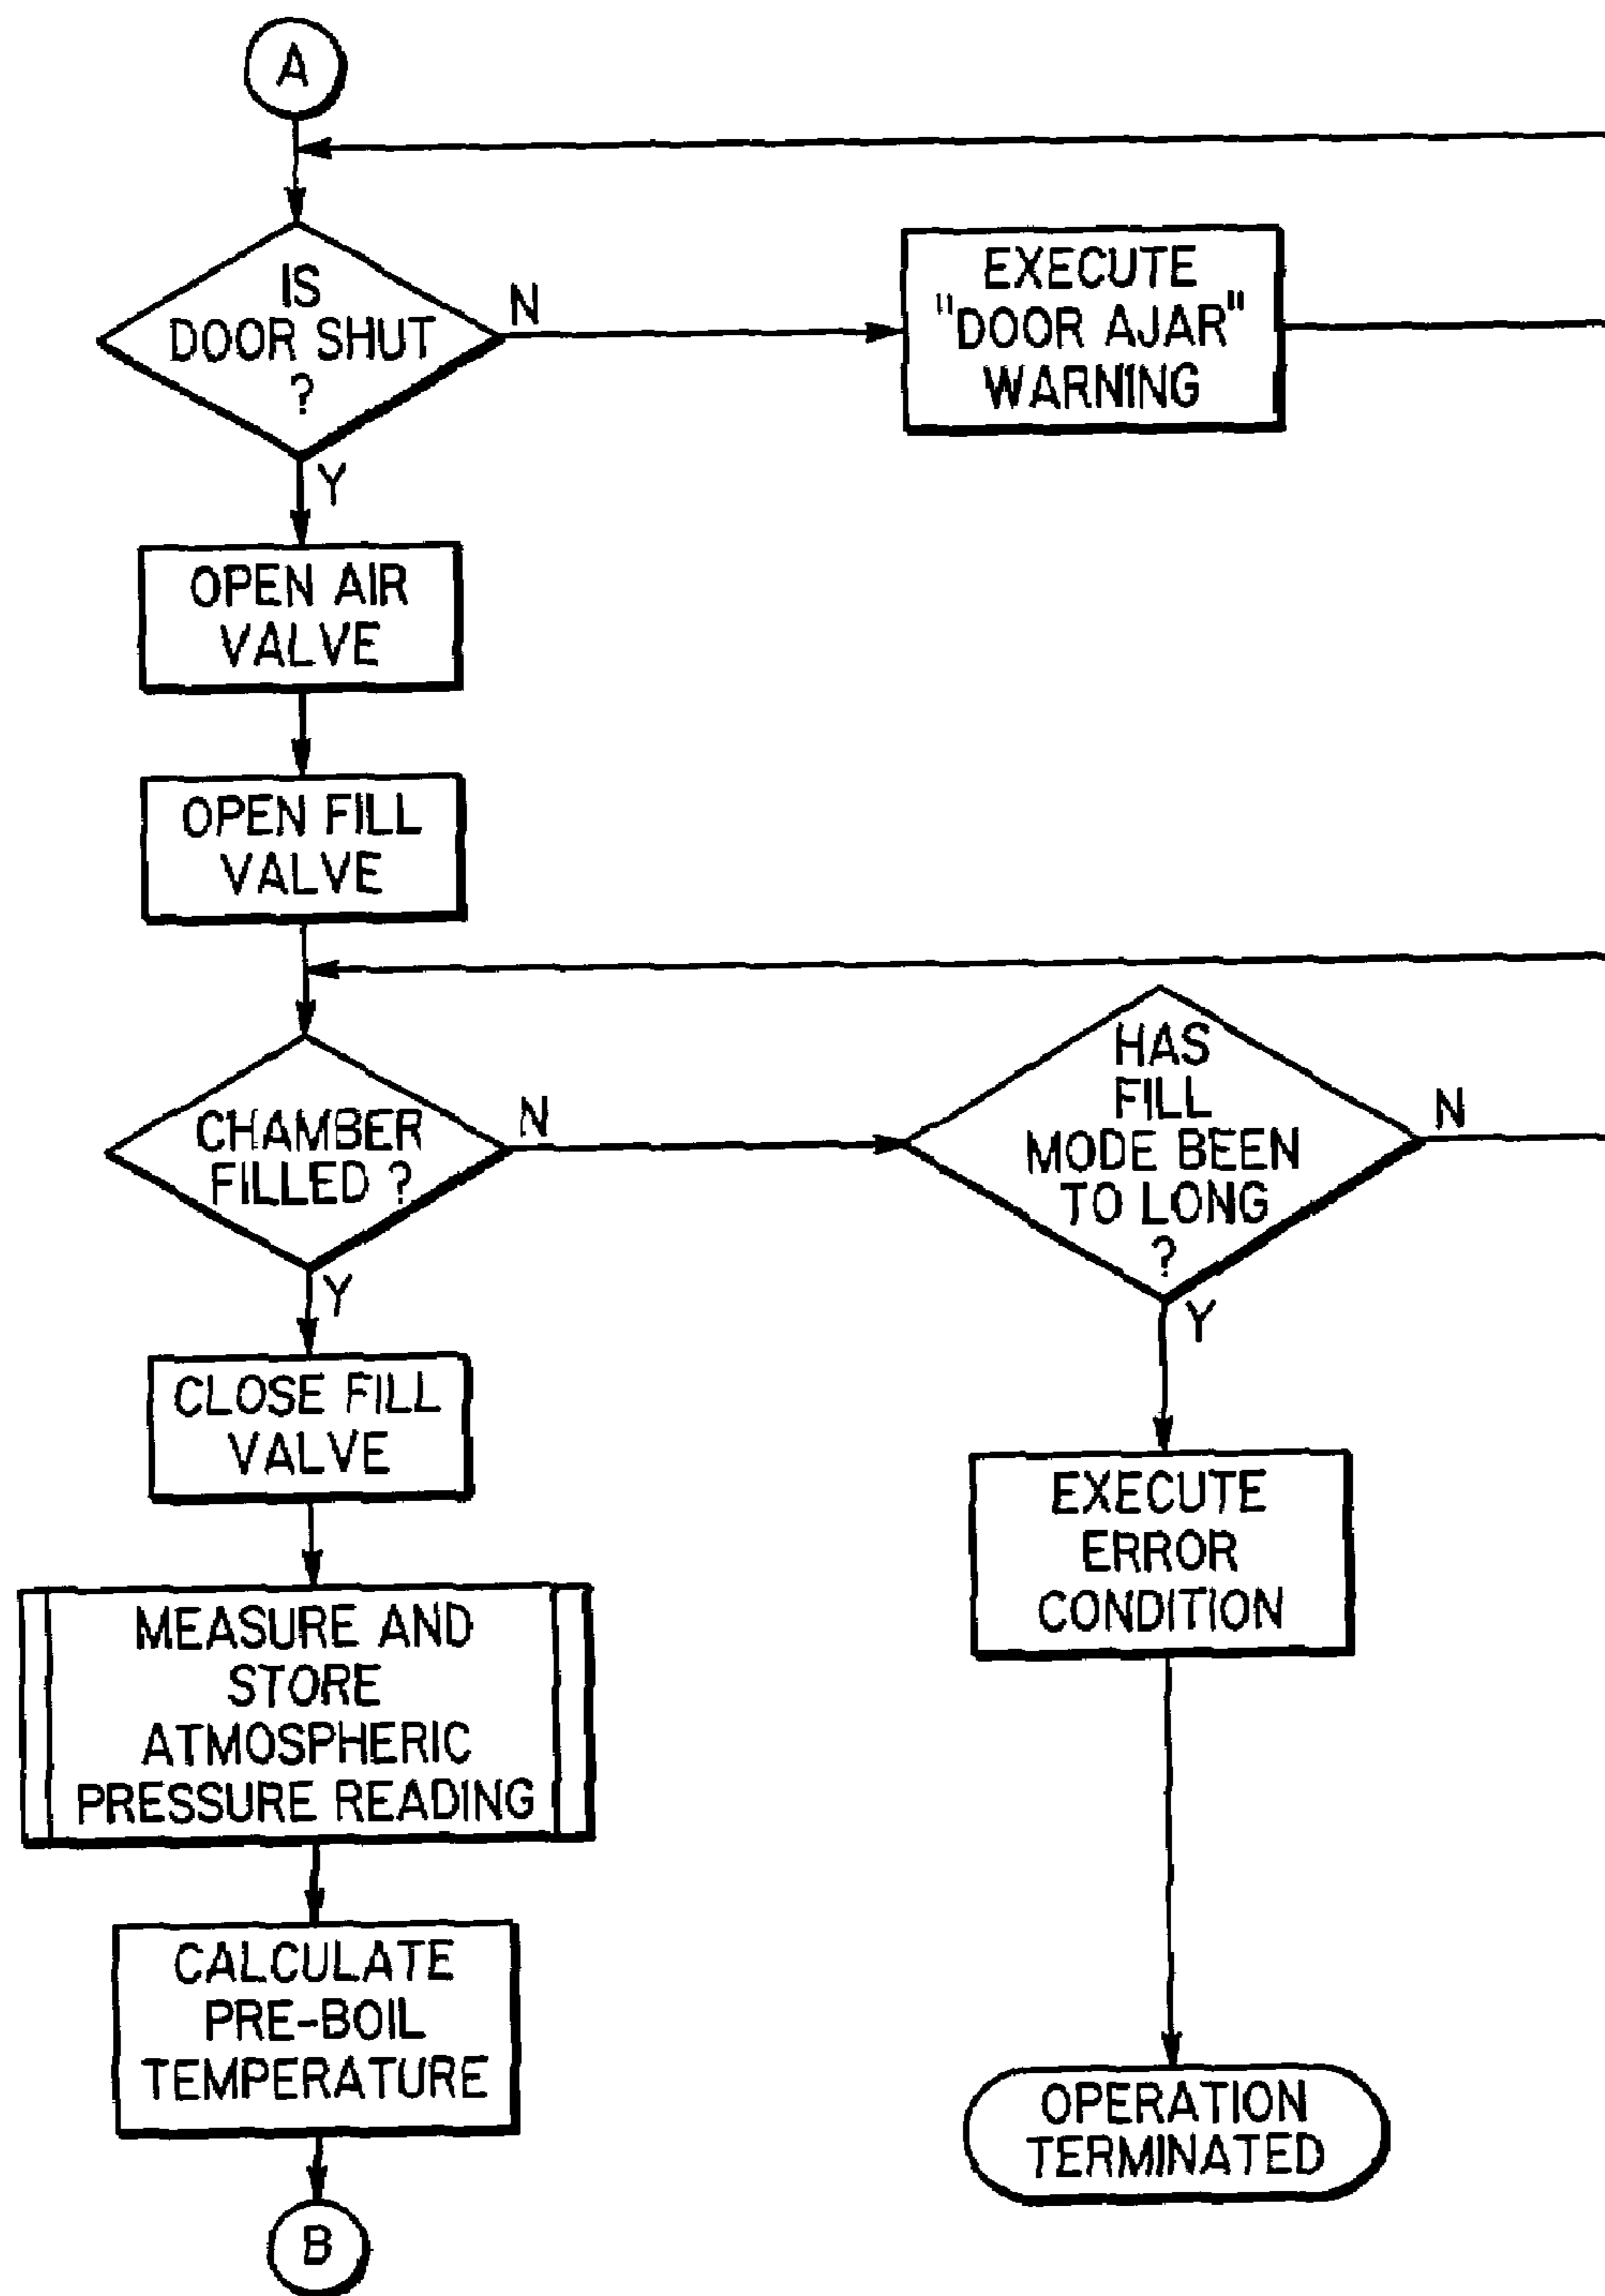 A
IS
DOOR SHUT
?
N
EXECUTE
"DOOR AJAR"
WARNING
Y
OPEN AIR
VALVE
OPEN FILL
VALVE
CHAMBER
FILLED ?
N
HAS
FILL
MODE BEEN
TO LONG
?
N
Y
Y
CLOSE FILL
VALVE
EXECUTE
ERROR
CONDITION
MEASURE AND
STORE
ATMOSPHERIC
PRESSURE READING
CALCULATE
PRE-BOIL
TEMPERATURE
OPERATION
TERMINATED
B